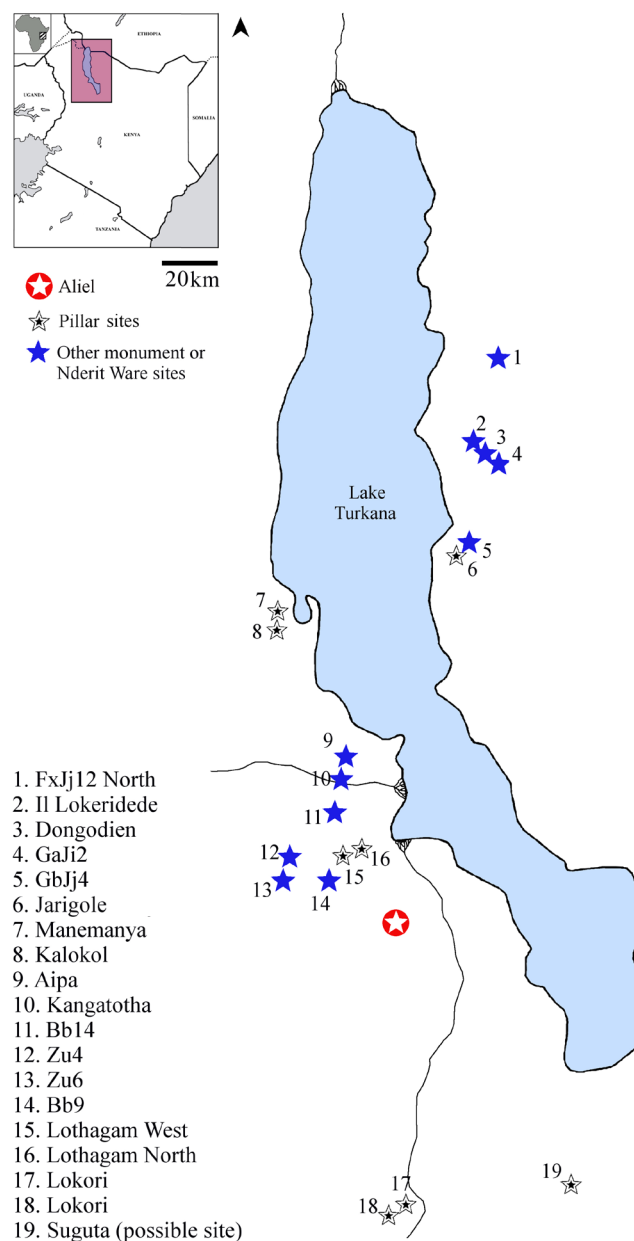 ETHIOPIA
UGANDA
SOMALIA
KENYA
TANZANIA
20km
Aliel
Pillar sites
Other monument or
Nderit Ware sites
1
2
3
4
Lake
Turkana
5
6
7
8
9
10
11
12
13
14
15
16
17
18
19
1. FxJj12 North
2. Il Lokeridede
3. Dongodien
4. GaJi2
5. GbJj4
6. Jarigole
7. Manemanya
8. Kalokol
9. Aipa
10. Kangatotha
11. Bb14
12. Zu4
13. Zu6
14. Bb9
15. Lothagam West
16. Lothagam North
17. Lokori
18. Lokori
19. Suguta (possible site)